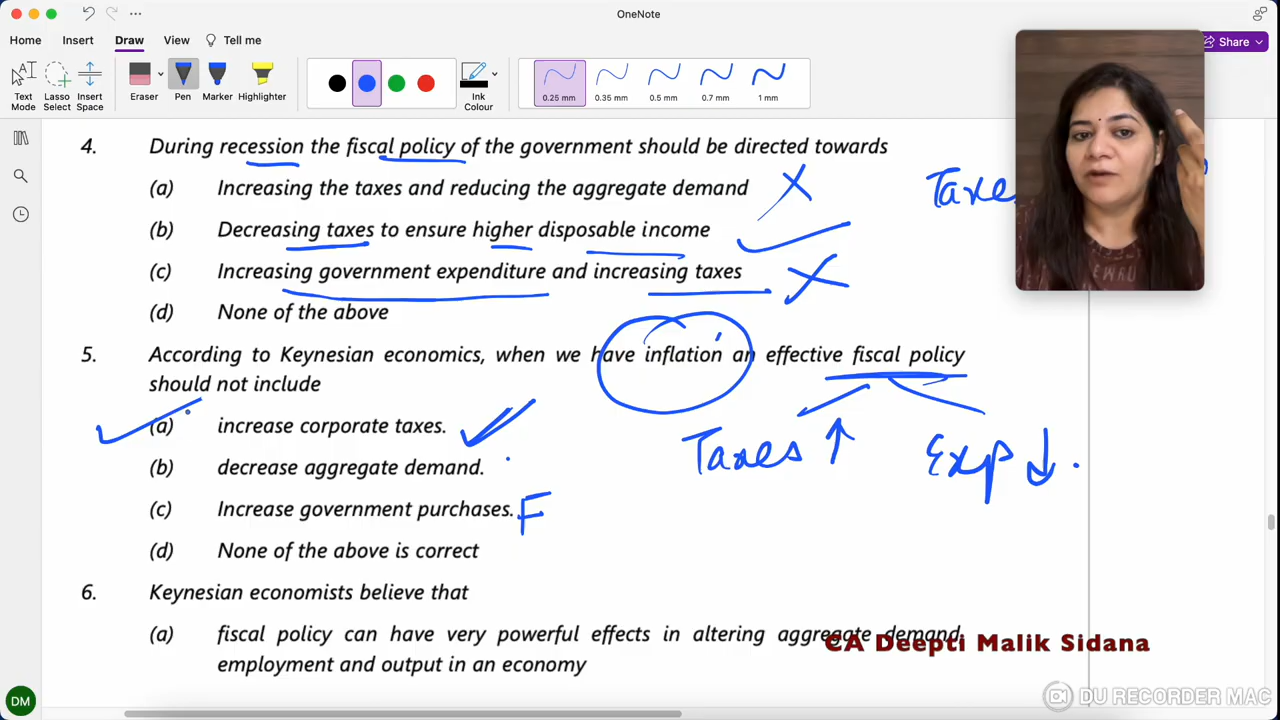 OneNote
Home Insert Draw View Tell me
Share
Text Mode
Lasso Select
Insert Space
Eraser
Pen
Marker
Highlighter
Ink Colour
0.25 mm 0.35 mm 0.5 mm 0.7 mm 1 mm
4. During recession the fiscal policy of the government should be directed towards
(a) Increasing the taxes and reducing the aggregate demand X
(b) Decreasing taxes to ensure higher disposable income
(c) Increasing government expenditure and increasing taxes X
(d) None of the above
5. According to Keynesian economics, when we have inflation an effective fiscal policy
should not include
(a) increase corporate taxes.
(b) decrease aggregate demand.
Taxes ↑ Exp ↓
(c) Increase government purchases. F
(d) None of the above is correct
6. Keynesian economists believe that
(a) fiscal policy can have very powerful effects in altering aggregate demand,
employment and output in an economy
CA Deepti Malik Sidana
DM
DU RECORDER MAC